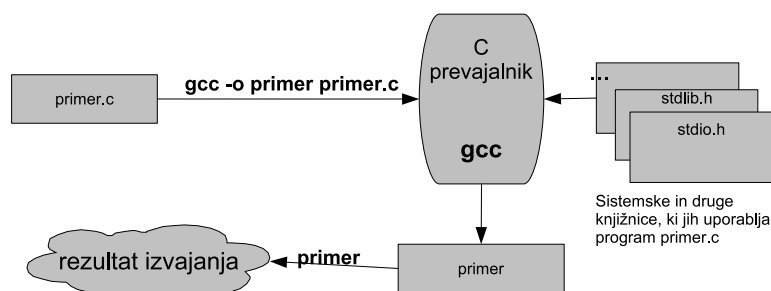 C
prevajalnik
gcc -o primer primer.c
primer.c
...
stdlib.h
stdio.h
gcc
Sistemske in druge
knjižnice, ki jih uporablja
program primer.c
rezultat izvajanja
primer
primer